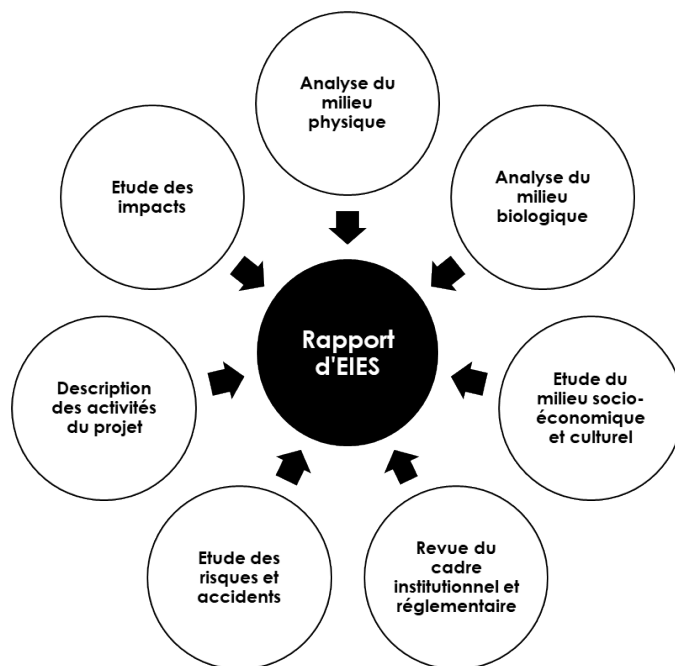 Analyse du
milieu
physique
Etude des
impacts
Analyse du
milieu
biologique
Rapport
d'EIES
Description
des activités
du projet
Etude du
milieu socio-
économique
et culturel
Etude des
risques et
accidents
Revue du
cadre
institutionnel et
réglementaire